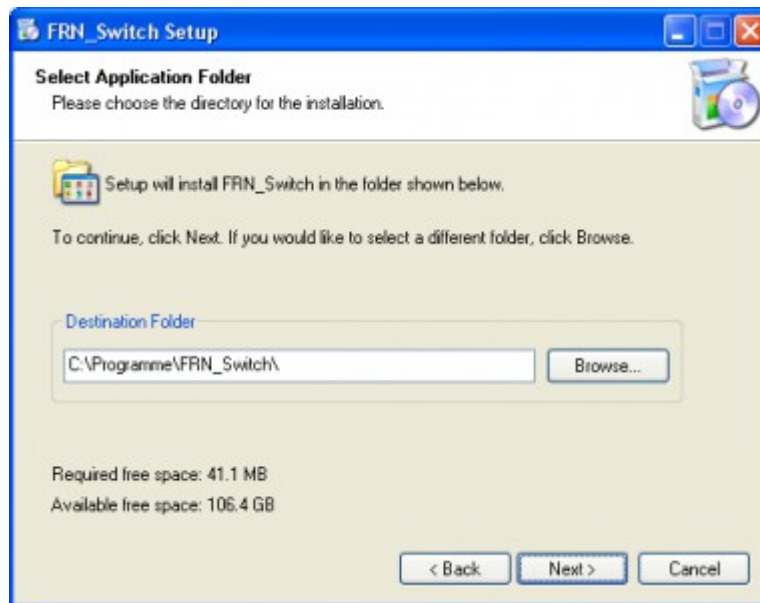 FRN_Switch Setup
Select Application Folder
Please choose the directory for the installation.
Setup will install FRN_Switch in the folder shown below.
To continue, click Next. If you would like to select a different folder, click Browse.
Destination Folder
C:\Programme\FRN_Switch\
Browse...
Required free space: 41.1 MB
Available free space: 106.4 GB
< Back
Next >
Cancel